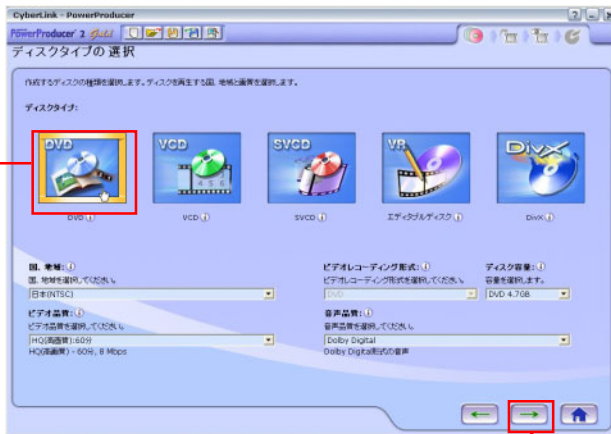 CyberLink - PowerProducer
PowerProducer 2 Gold
ディスクタイプの選択
作成するディスクの種類を選択します。ディスクを再生する国、地域と画質を選択します。
ディスクタイプ:
DVD
VCD
SVCD
VR
DivX
4 5 6
DVD
VCD
SVCD
エディタブルディスク
DivX
国、地域:
国、地域を選択してください。
日本(NTSC)
ビデオ品質:
ビデオ品質を選択してください。
HQ(高画質):60分
HQ(高画質) - 60分, 8 Mbps
ビデオレコーディング形式:
ビデオレコーディング形式を選択してください。
DVD
音声品質:
音声品質を選択してください。
Dolby Digital
Dolby Digital形式の音声
ディスク容量:
容量を選択します。
DVD 4.7GB